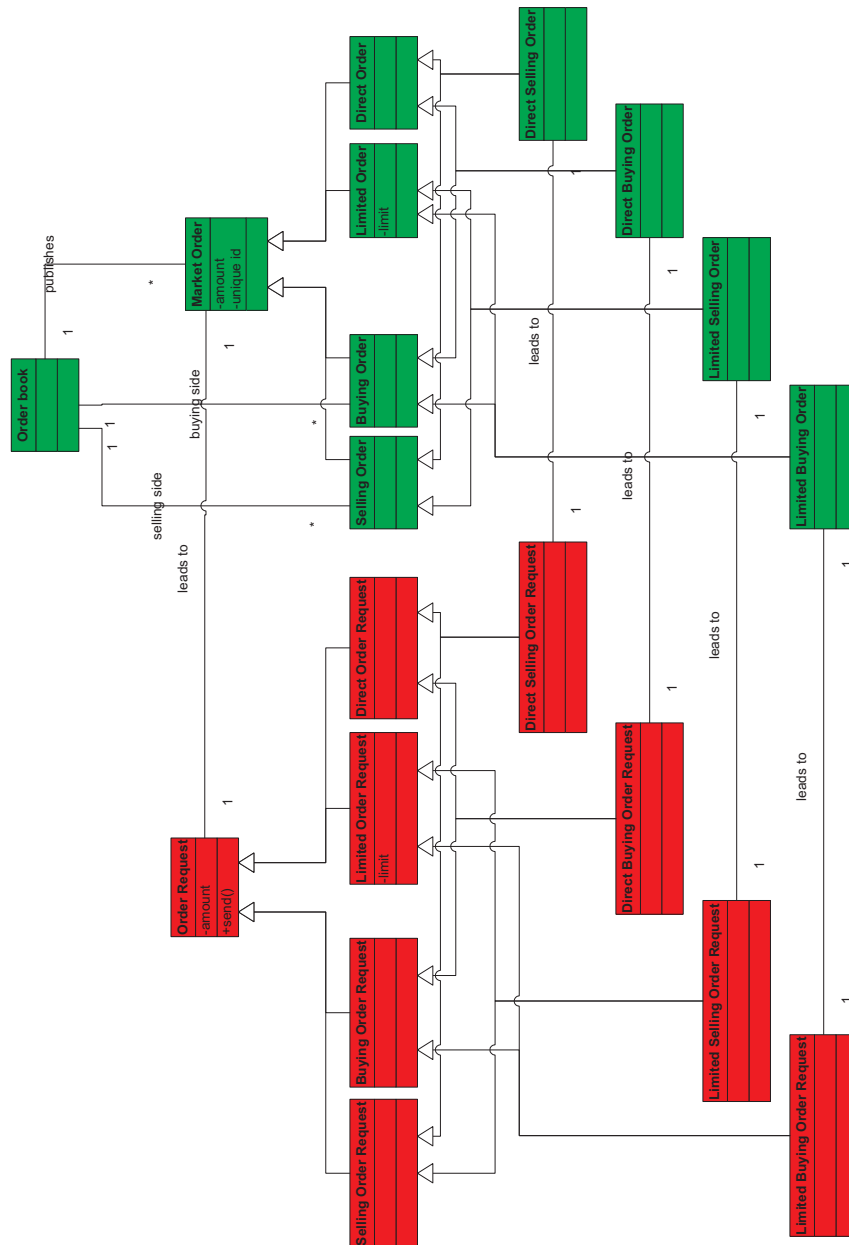 Order book
publishes
1
*
1
1
buying side
selling side
*
*
Market Order
-amount
-unique id
1
leads to
1
Order Request
-amount
+send()
Direct Order
Limited Order
-limit
Buying Order
Selling Order
Direct Order Request
Limited Order Request
-limit
Buying Order Request
Selling Order Request
Direct Selling Order
1
leads to
1
Direct Selling Order Request
Direct Buying Order
1
leads to
1
Direct Buying Order Request
Limited Selling Order
1
leads to
1
Limited Selling Order Request
Limited Buying Order
1
leads to
1
Limited Buying Order Request